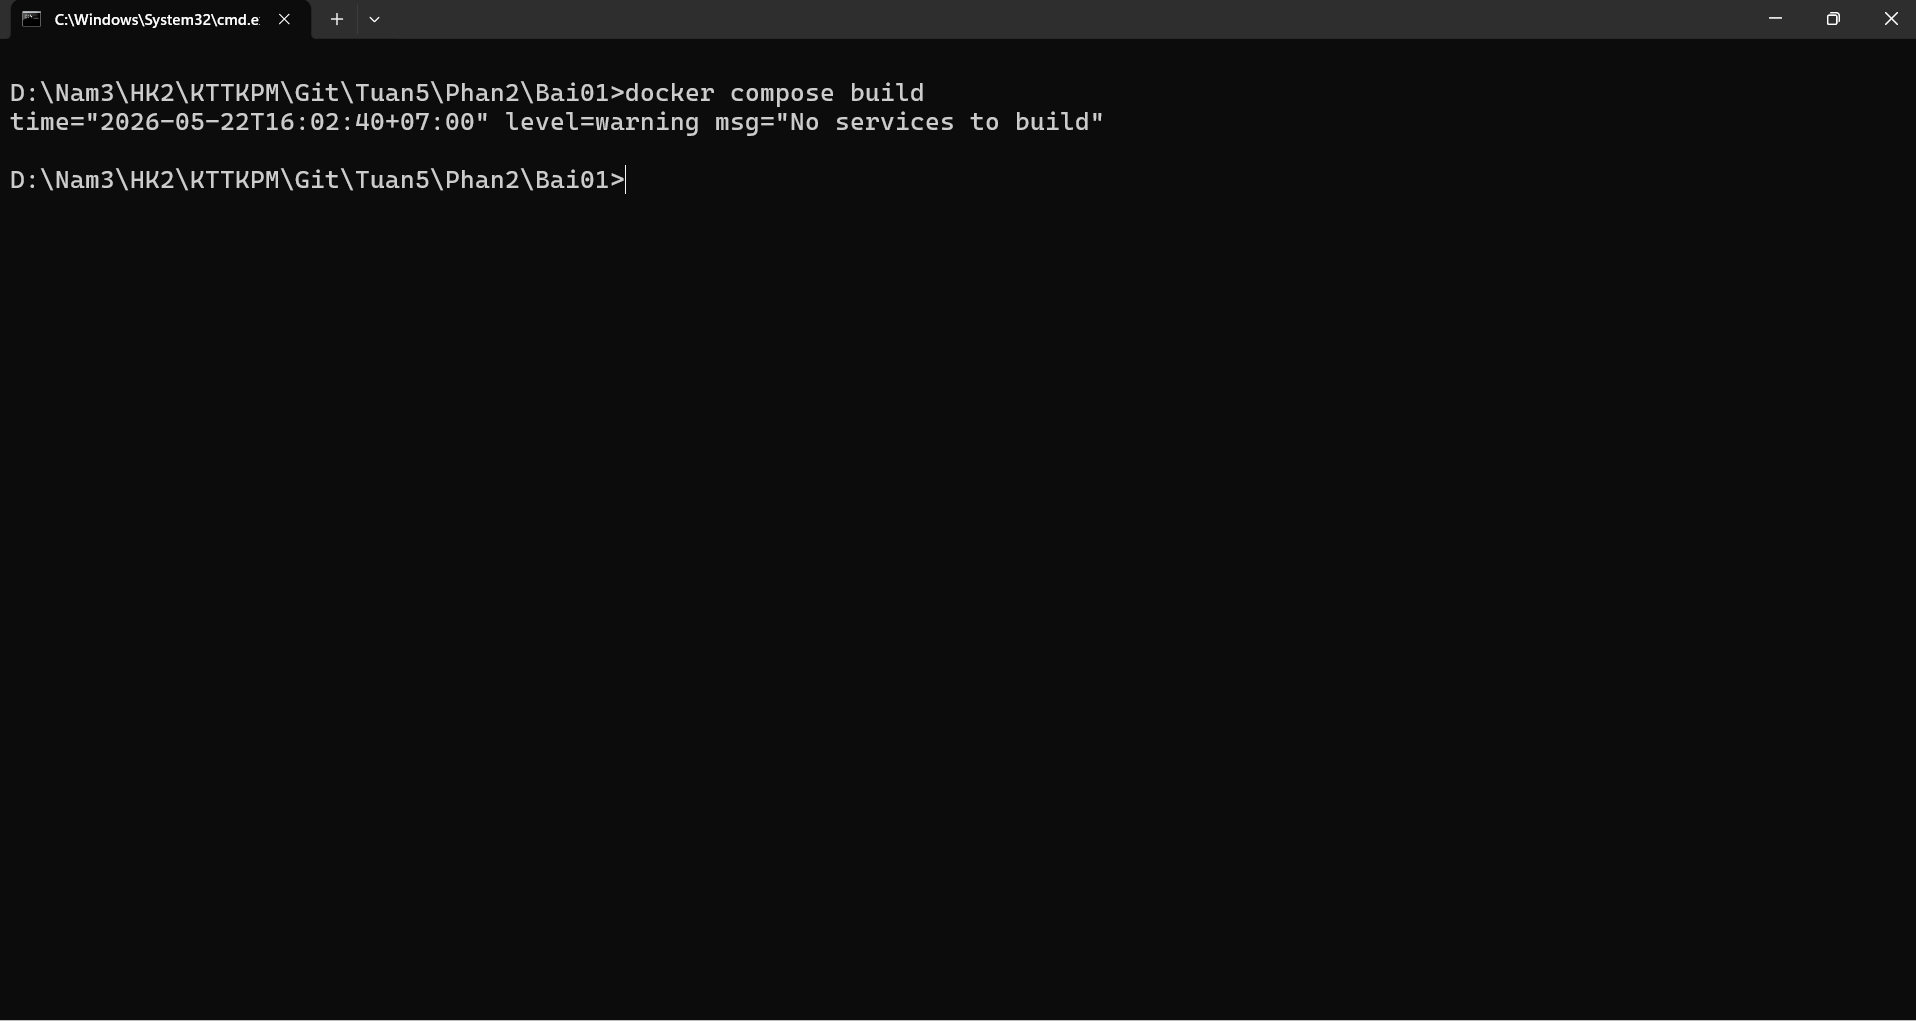 C:\Windows\System32\cmd.e
D:\Nam3\HK2\KTTKPM\Git\Tuan5\Phan2\Bai01>docker compose build
time="2026-05-22T16:02:40+07:00" level=warning msg="No services to build"
D:\Nam3\HK2\KTTKPM\Git\Tuan5\Phan2\Bai01>